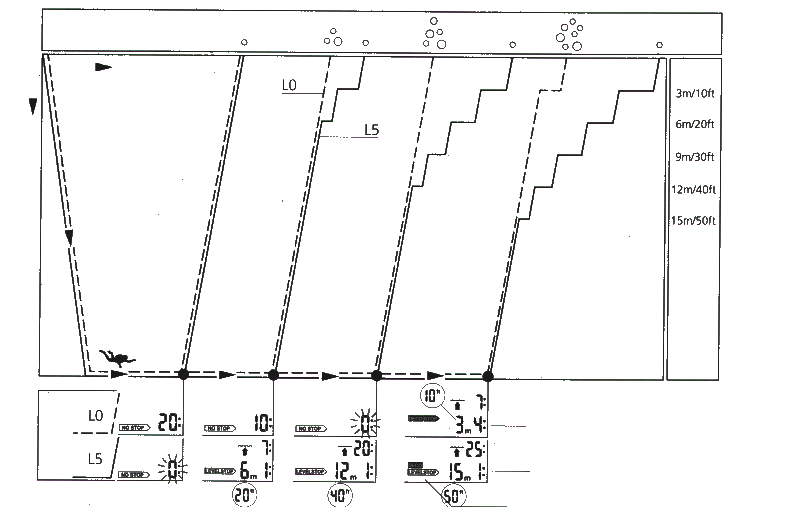 L0
L5
3m/10ft
6m/20ft
9m/30ft
12m/40ft
15m/50ft
10"
7:
L0
NO STOP 20:
NO STOP 10:
NO STOP 0:
3m 4:
7:
20:
25:
L5
NO STOP 0:
LEVELSTOP 6m 1:
LEVELSTOP 12m 1:
LEVELSTOP 15m 1:
20"
40"
50"